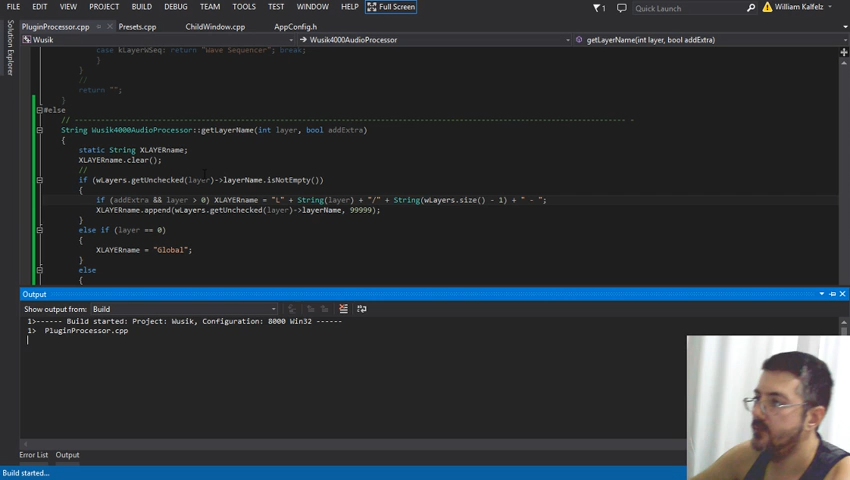 FILE EDIT VIEW PROJECT BUILD DEBUG TEAM TOOLS TEST WINDOW HELP Full Screen 1 Quick Launch William Kalfelz
PluginProcessor.cpp Presets.cpp ChildWindow.cpp AppConfig.h
Wusik Wusik4000AudioProcessor getLayerName(int layer, bool addExtra)
Solution Explorer
case kLayerWSeq: return "Wave Sequencer"; break;
}
}
//
return "";
}
#else
// ------------------------------------------------------------------------------------------------------------- -
String Wusik4000AudioProcessor::getLayerName(int layer, bool addExtra)
{
static String XLAYERname;
XLAYERname.clear();
//
if (wLayers.getUnchecked(layer)->layerName.isNotEmpty())
{
if (addExtra && layer > 0) XLAYERname = "L" + String(layer) + "/" + String(wLayers.size() - 1) + " - ";
XLAYERname.append(wLayers.getUnchecked(layer)->layerName, 99999);
}
else if (layer == 0)
{
XLAYERname = "Global";
}
else
{
Output
Show output from: Build
1>------ Build started: Project: Wusik, Configuration: 8000 Win32 ------
1> PluginProcessor.cpp
Error List Output
Build started...